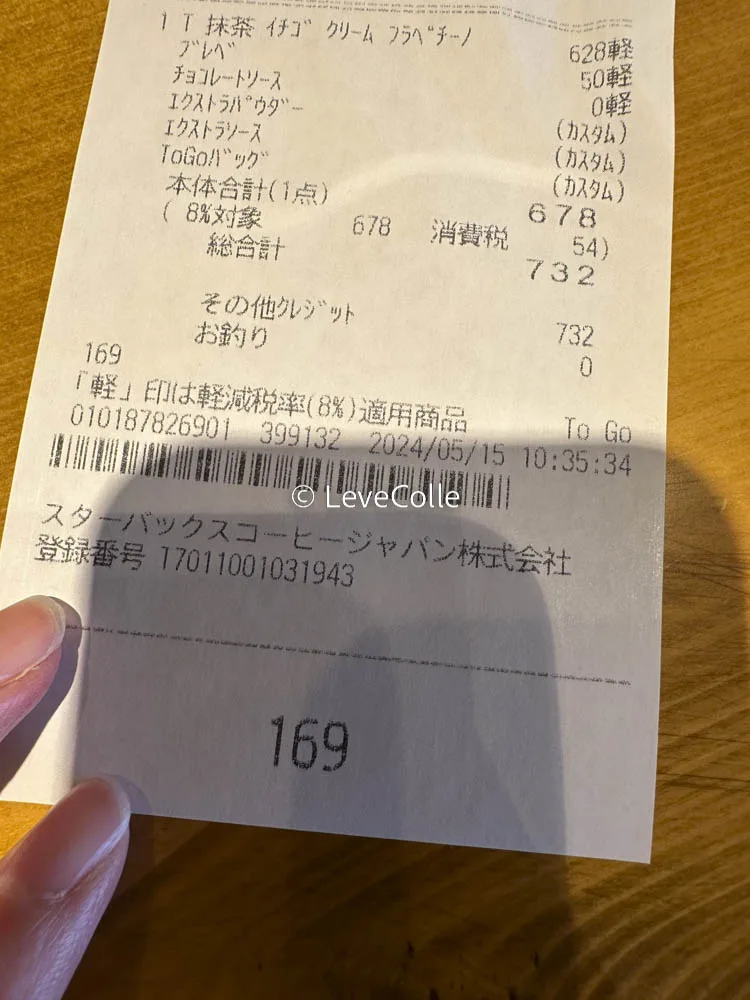 1 T 抹茶 ｲﾁｺﾞ ｸﾘｰﾑ ﾌﾗﾍﾟﾁｰﾉ 628軽
ﾌﾞﾚﾍﾞ 50軽
ﾁｮｺﾚｰﾄｿｰｽ 0軽
ｴｸｽﾄﾗﾊﾟｳﾀﾞｰ (ｶｽﾀﾑ)
ｴｸｽﾄﾗｿｰｽ (ｶｽﾀﾑ)
ToGoﾊﾞｯｸﾞ (ｶｽﾀﾑ)
本体合計(1点) 678
( 8%対象 678 消費税 54)
総合計 732
その他ｸﾚｼﾞｯﾄ 732
お釣り 0
169
「軽」印は軽減税率(8%)適用商品 To Go
010187826901 399132 2024/05/15 10:35:34
© LeveColle
スターバックスコーヒージャパン株式会社
登録番号 T7011001031943
169